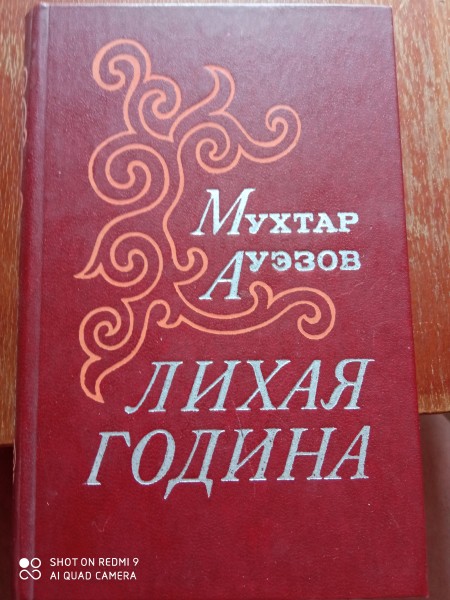 МУХТАР
АУЭЗОВ
ЛИХАЯ
ГОДИНА
SHOT ON REDMI 9
AI QUAD CAMERA